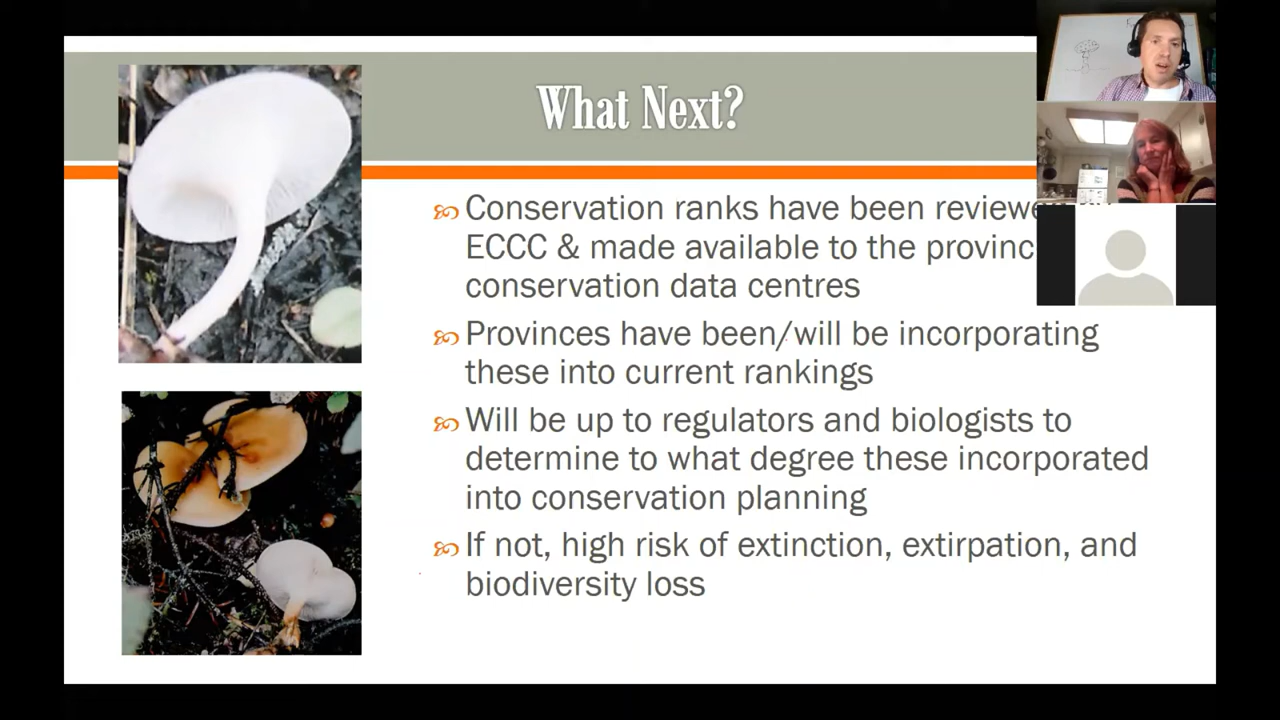 What Next?
Conservation ranks have been reviewe
ECCC & made available to the provinc
conservation data centres
Provinces have been/will be incorporating
these into current rankings
Will be up to regulators and biologists to
determine to what degree these incorporated
into conservation planning
If not, high risk of extinction, extirpation, and
biodiversity loss